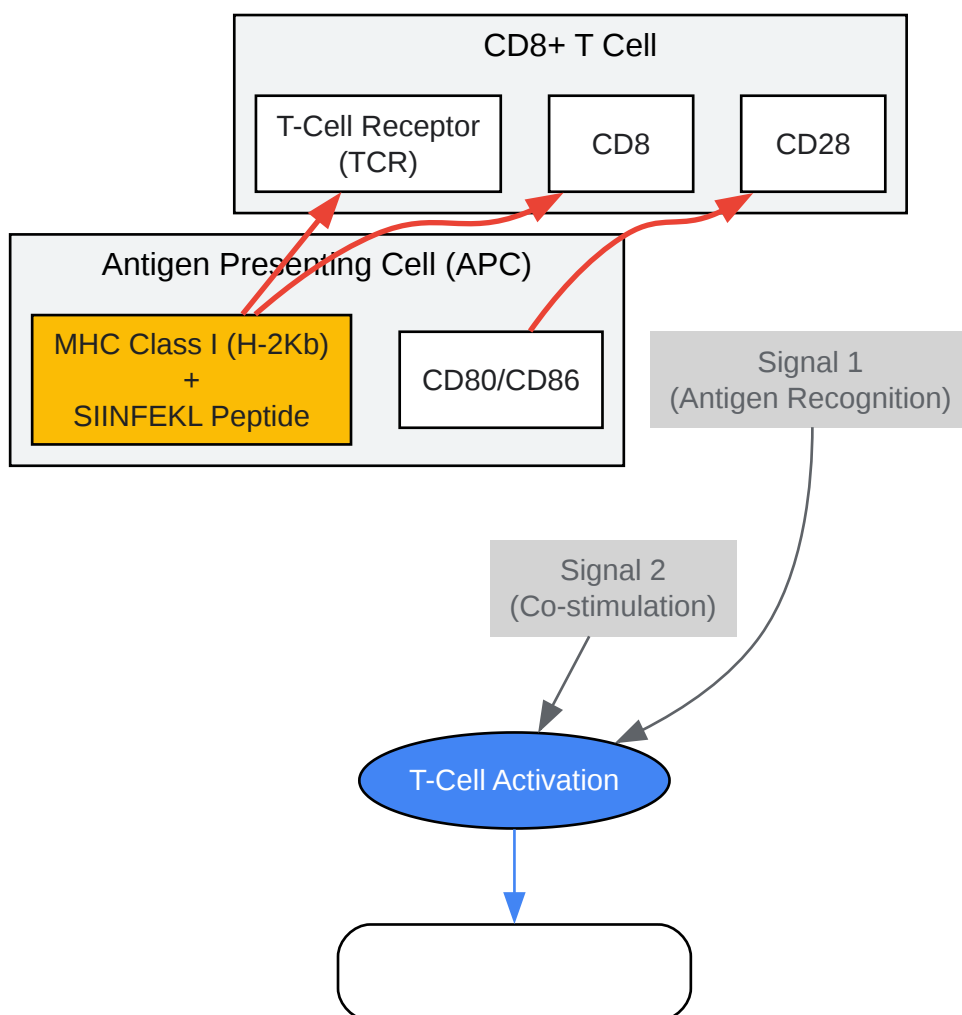 CD8+ T Cell
T-Cell Receptor
(TCR)
CD8
CD28
Antigen Presenting Cell (APC)
MHC Class I (H-2Kb)
+
SIINFEKL Peptide
CD80/CD86
Signal 1
(Antigen Recognition)
Signal 2
(Co-stimulation)
T-Cell Activation